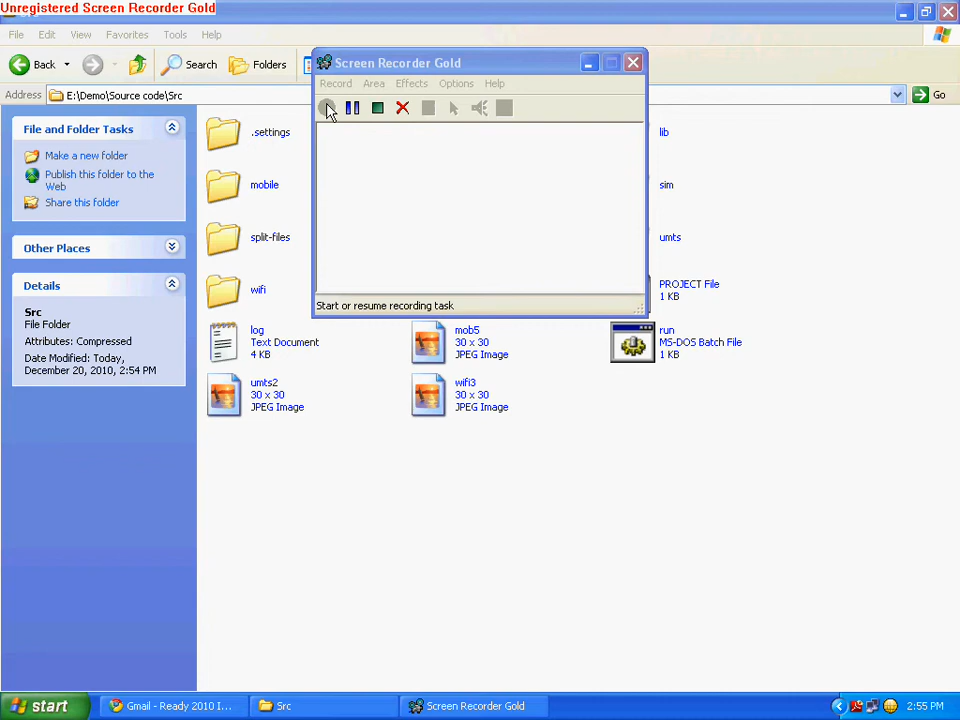 Unregistered Screen Recorder Gold
File Edit View Favorites Tools Help
Back Search Folders
Address E:\Demo\Source code\Src Go
Screen Recorder Gold
Record Area Effects Options Help
Start or resume recording task
File and Folder Tasks
Make a new folder
Publish this folder to the
Web
Share this folder
Other Places
Details
Src
File Folder
Attributes: Compressed
Date Modified: Today,
December 20, 2010, 2:54 PM
.settings
lib
mobile
sim
split-files
umts
wifi
PROJECT File
1 KB
log
Text Document
4 KB
mob5
30 x 30
JPEG Image
run
MS-DOS Batch File
1 KB
umts2
30 x 30
JPEG Image
wifi3
30 x 30
JPEG Image
start
Gmail - Ready 2010 I...
Src
Screen Recorder Gold
2:55 PM